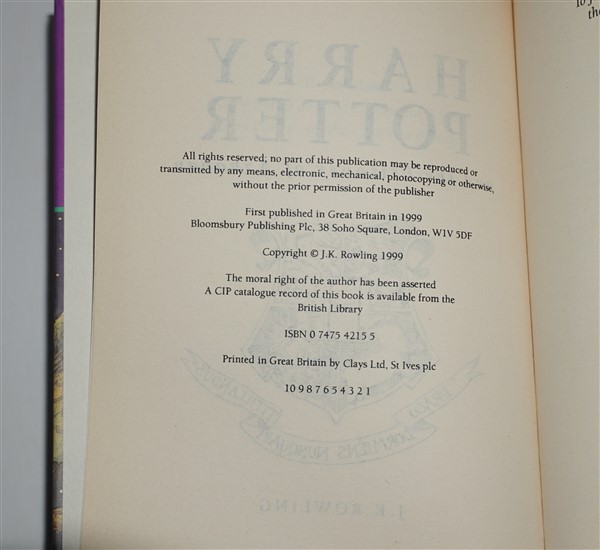 All rights reserved; no part of this publication may be reproduced or
transmitted by any means, electronic, mechanical, photocopying or otherwise,
without the prior permission of the publisher
First published in Great Britain in 1999
Bloomsbury Publishing Plc, 38 Soho Square, London, W1V 5DF
Copyright © J.K. Rowling 1999
The moral right of the author has been asserted
A CIP catalogue record of this book is available from the
British Library
ISBN 0 7475 4215 5
Printed in Great Britain by Clays Ltd, St Ives plc
10 9 8 7 6 5 4 3 2 1
HARRY
POTTER
J.K. ROWLING